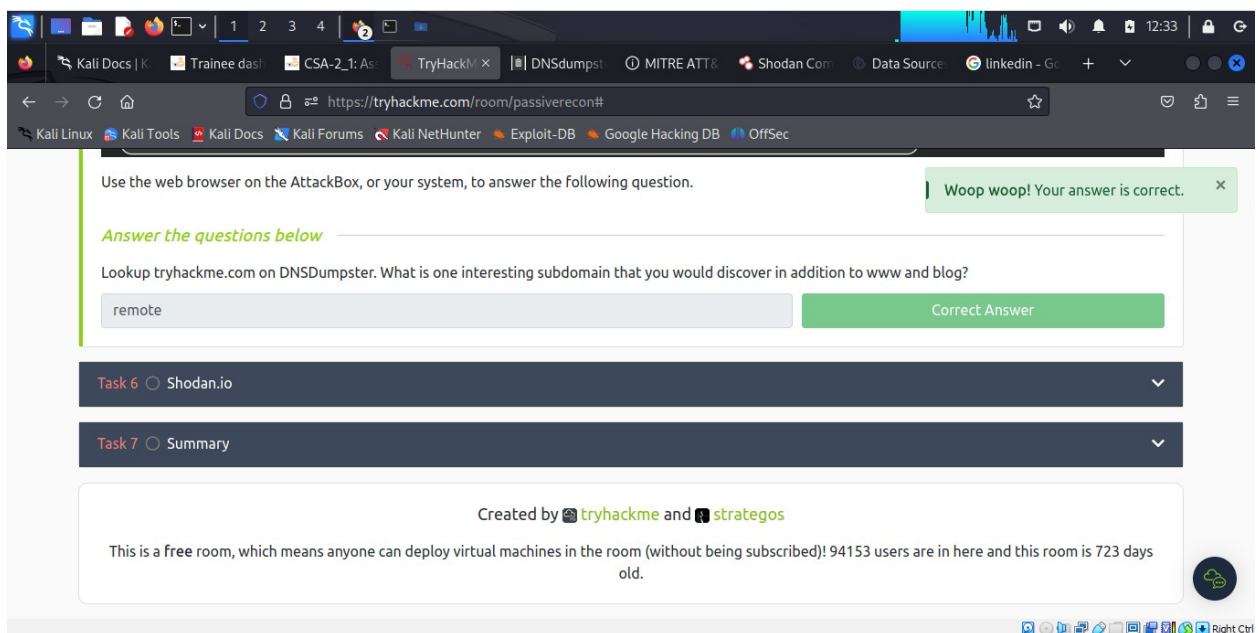 1 2 3 4 2 12:33
Kali Docs | K Trainee dash CSA-2_1: Ass TryHackM DNSdumpst MITRE ATT& Shodan Com Data Source linkedin - Go
https://tryhackme.com/room/passiverecon#
Kali Linux Kali Tools Kali Docs Kali Forums Kali NetHunter Exploit-DB Google Hacking DB OffSec
Use the web browser on the AttackBox, or your system, to answer the following question.
Woop woop! Your answer is correct.
Answer the questions below
Lookup tryhackme.com on DNSDumpster. What is one interesting subdomain that you would discover in addition to www and blog?
remote Correct Answer
Task 6 Shodan.io
Task 7 Summary
Created by tryhackme and strategos
This is a free room, which means anyone can deploy virtual machines in the room (without being subscribed)! 94153 users are in here and this room is 723 days
old.
Right Ctrl